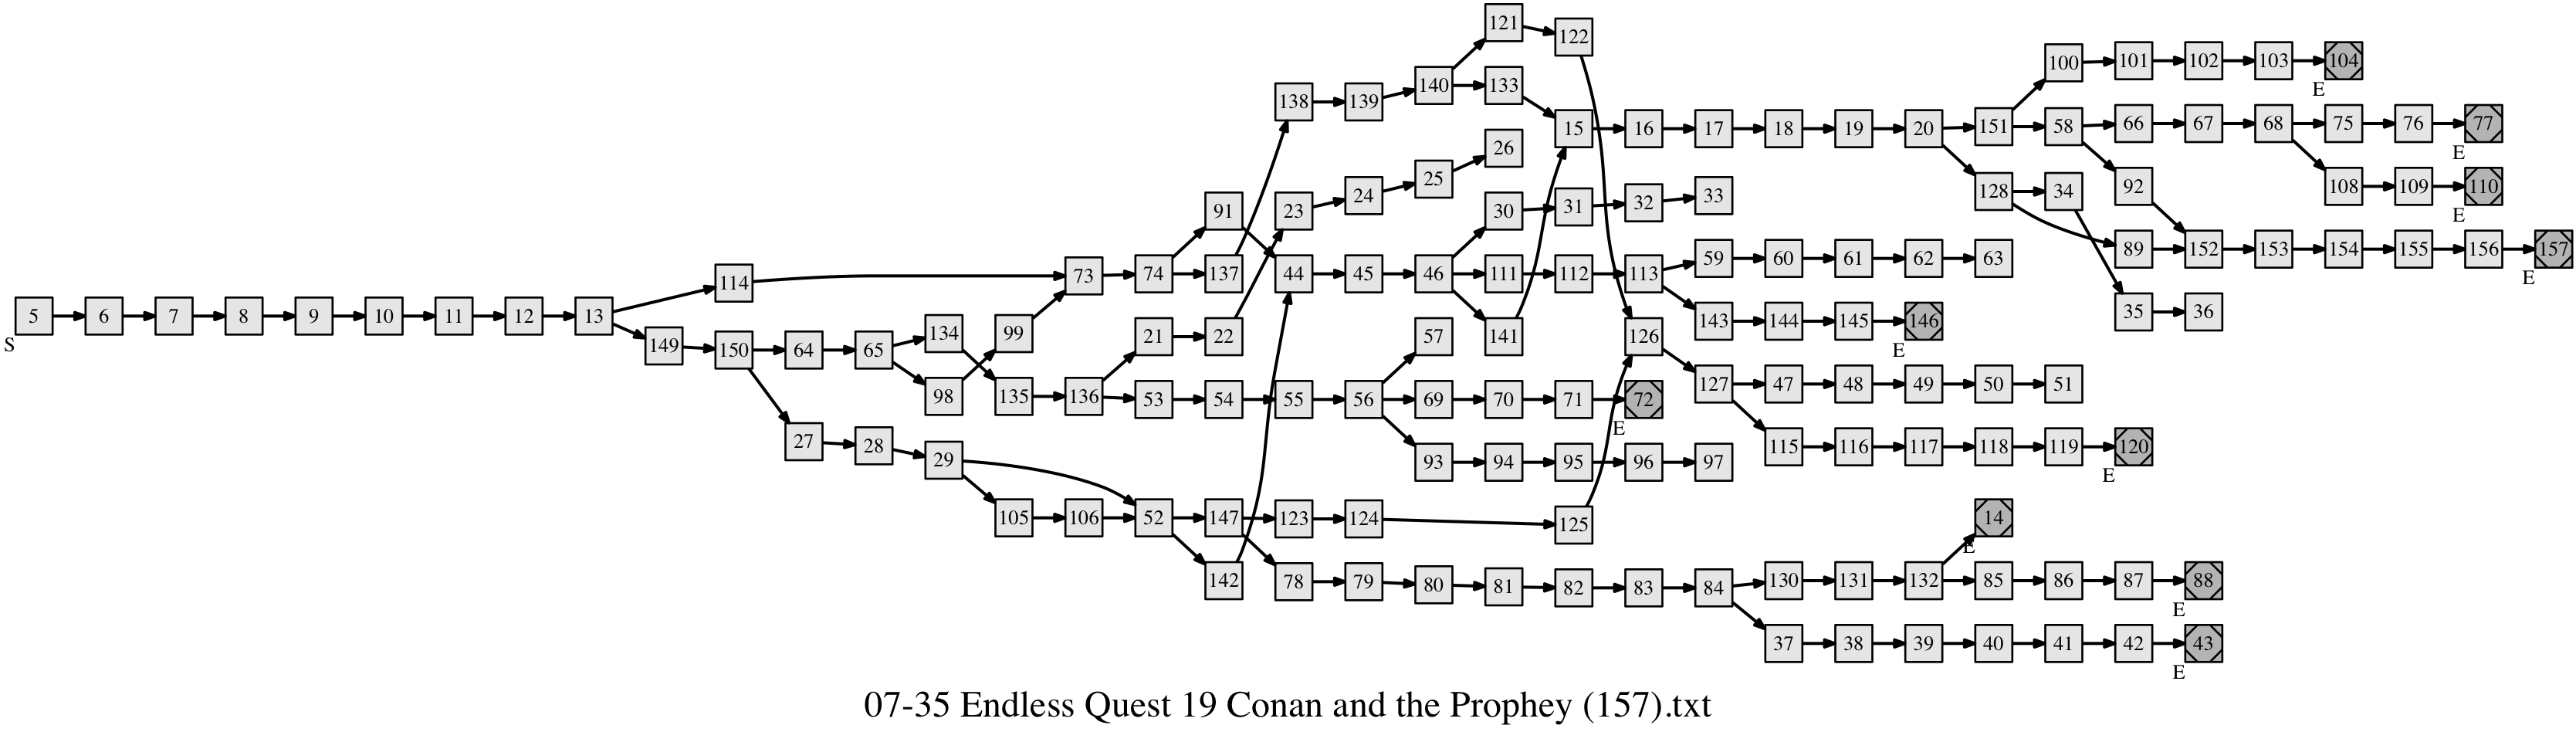 121 122
100 101 102 103 104
E
138 139 140 133
15 16 17 18 19 20 151 58 66 67 68 75 76 77
E
26
24 25
91 23 30 31 32 33
128 34 92 108 109 110
E
89 152 153 154 155 156 157
E
114 73 74 137 44 45 46 111 112 113 59 60 61 62 63
5 6 7 8 9 10 11 12 13
S
149 150 64 65 134 99 21 22 57 141 126 143 144 145 146
E
35 36
98 135 136 53 54 55 56 69 70 71 72
E
127 47 48 49 50 51
27 28 29 93 94 95 96 97
115 116 117 118 119 120
E
105 106 52 147 123 124 125
14
E
142 78 79 80 81 82 83 84 130 131 132 85 86 87 88
E
37 38 39 40 41 42 43
E
07-35 Endless Quest 19 Conan and the Prophey (157).txt